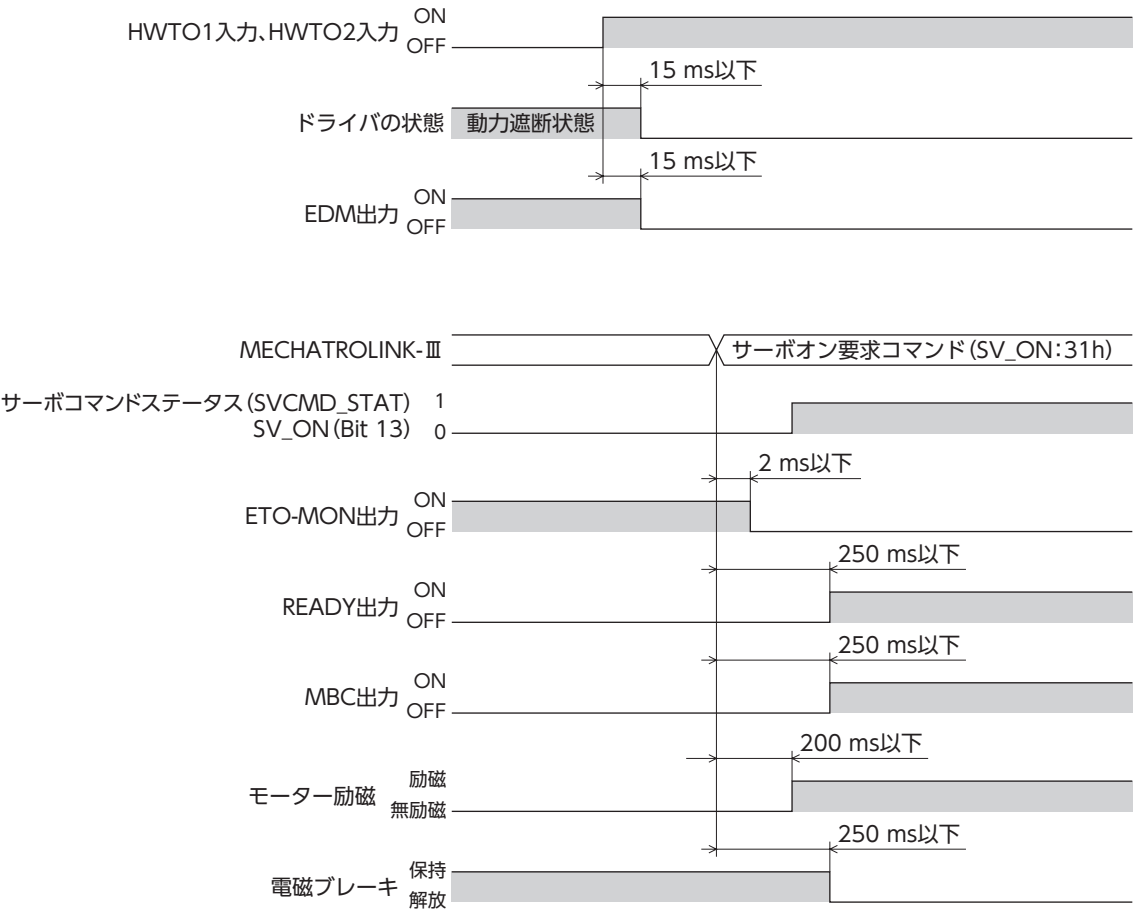 ON
HWTO1入力、HWTO2入力
OFF
15 ms以下
ドライバの状態 動力遮断状態
15 ms以下
ON
EDM出力
OFF
MECHATROLINK-Ⅲ サーボオン要求コマンド(SV_ON:31h)
サーボコマンドステータス(SVCMD_STAT) 1
SV_ON(Bit 13) 0
2 ms以下
ON
ETO-MON出力
OFF
250 ms以下
ON
READY出力
OFF
250 ms以下
ON
MBC出力
OFF
200 ms以下
励磁
モーター励磁
無励磁
250 ms以下
保持
電磁ブレーキ
解放